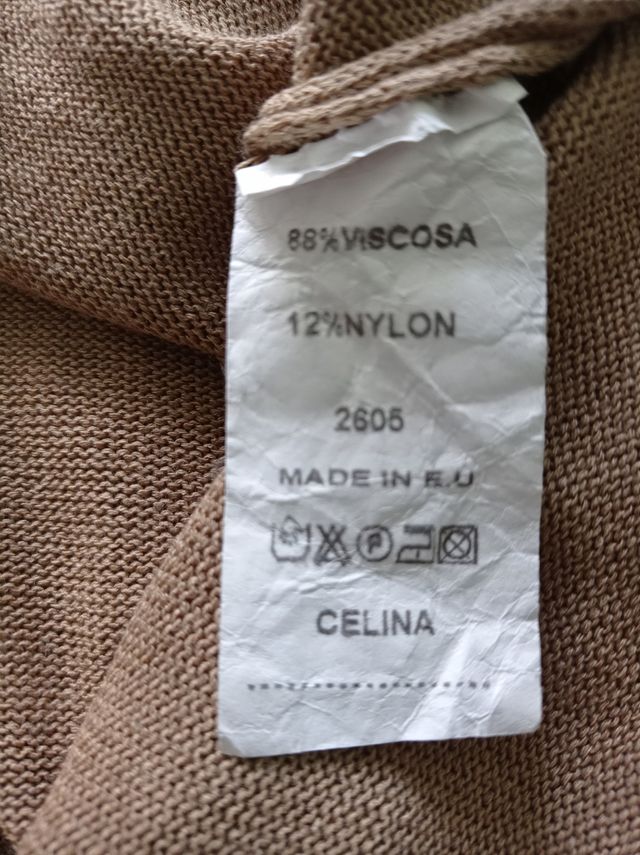 88%VISCOSA
12%NYLON
2605
MADE IN E.U
P
CELINA